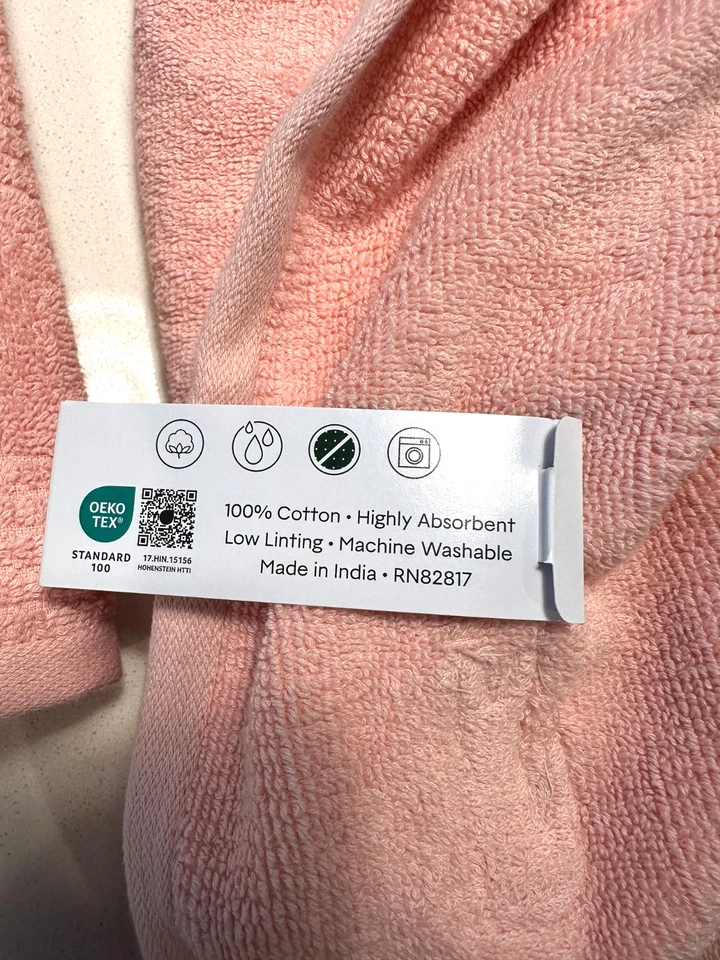 OEKO
TEX®
STANDARD
100
17.HIN.15156
HOHENSTEIN HTTI
100% Cotton • Highly Absorbent
Low Linting • Machine Washable
Made in India • RN82817